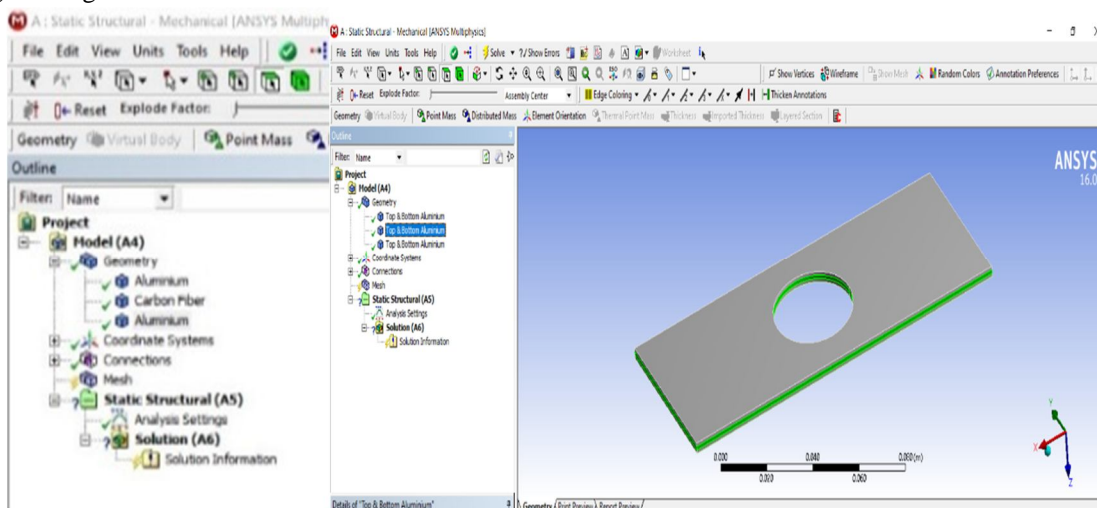 A : Static Structural - Mechanical [ANSYS Multiph
File Edit View Units Tools Help
Reset Explode Factor:
Geometry Virtual Body Point Mass
Outline
Filter: Name
Project
Model (A4)
Geometry
Aluminium
Carbon Fiber
Aluminium
Coordinate Systems
Connections
Mesh
Static Structural (A5)
Analysis Settings
Solution (A6)
Solution Information
A : Static Structural - Mechanical [ANSYS Multiphysics]
File Edit View Units Tools Help Solve ?/ Show Errors Worksheet
Show Vertices Wireframe Show Mesh Random Colors Annotation Preferences
Reset Explode Factor: Assembly Center Edge Coloring Thicken Annotations
Geometry Virtual Body Point Mass Distributed Mass Element Orientation Thermal Point Mass Thickness Imported Thickness Layered Section
Outline
Filter: Name
Project
Model (A4)
Geometry
Top & Bottom Aluminium
Top & Bottom Aluminium
Top & Bottom Aluminium
Coordinate Systems
Connections
Mesh
Static Structural (A5)
Analysis Settings
Solution (A6)
Solution Information
Details of "Top & Bottom Aluminium"
ANSYS
16.0
0.000 0.040 0.080 (m)
0.020 0.060
Y
X
Z
Geometry Print Preview Report Preview